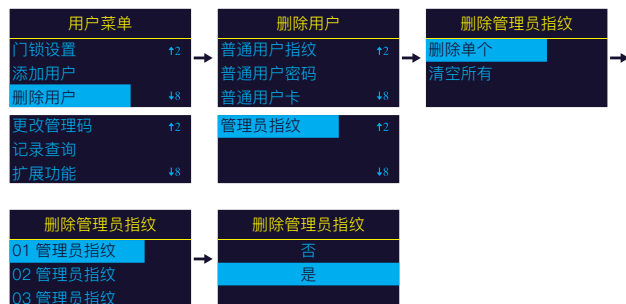 用户菜单
门锁设置 ↑2
添加用户
删除用户 ↓8
更改管理码 ↑2
记录查询
扩展功能 ↓8
删除用户
普通用户指纹 ↑2
普通用户密码
普通用户卡 ↓8
管理员指纹 ↑2
↓8
删除管理员指纹
删除单个
清空所有
删除管理员指纹
01 管理员指纹
02 管理员指纹
03 管理员指纹
删除管理员指纹
否
是